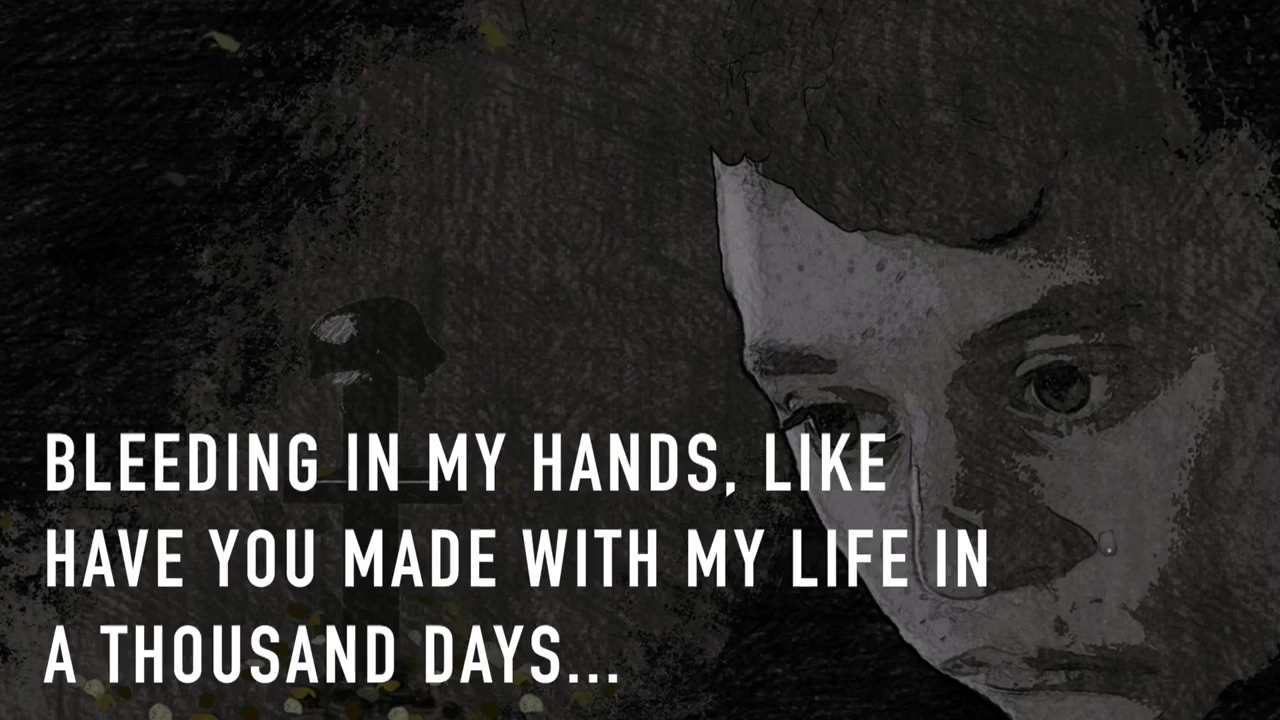 BLEEDING IN MY HANDS, LIKE
HAVE YOU MADE WITH MY LIFE IN
A THOUSAND DAYS...